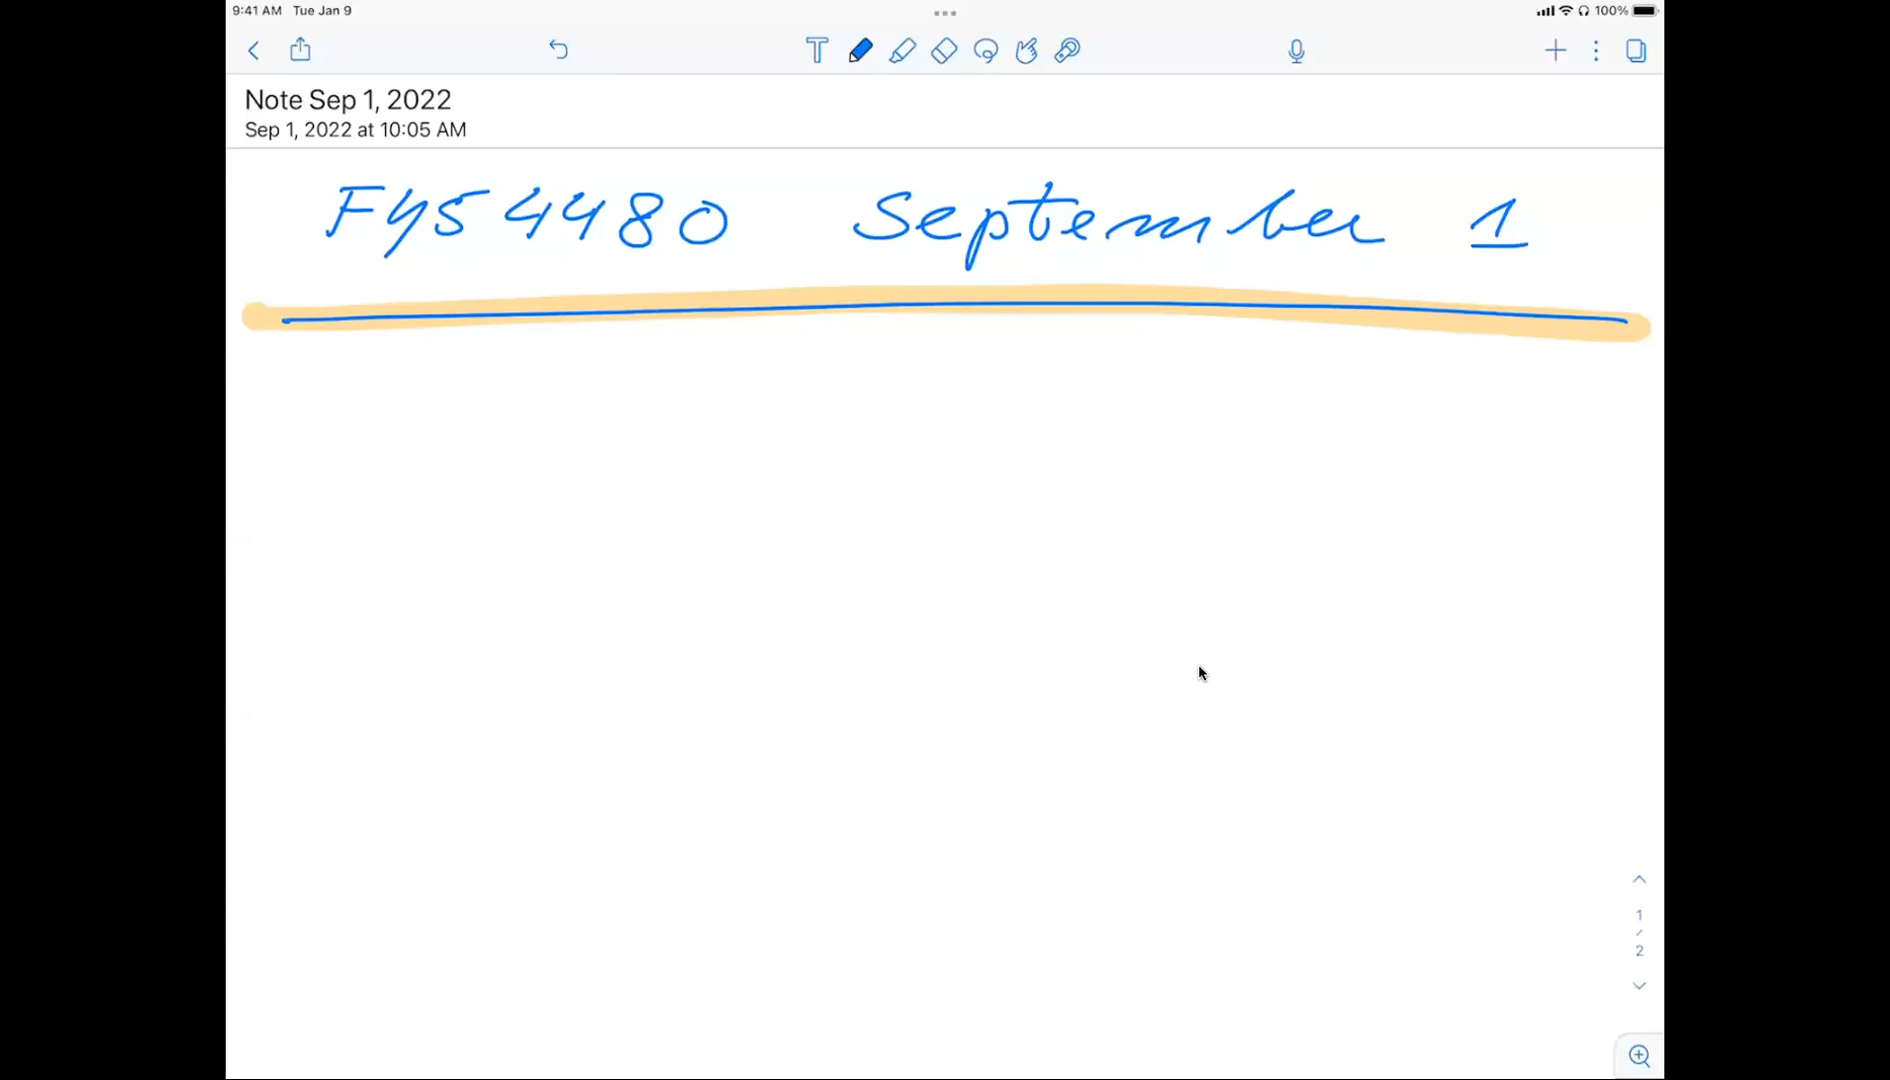 9:41 AM Tue Jan 9 100%
Note Sep 1, 2022
Sep 1, 2022 at 10:05 AM
FYS4480 September 1
1
/
2